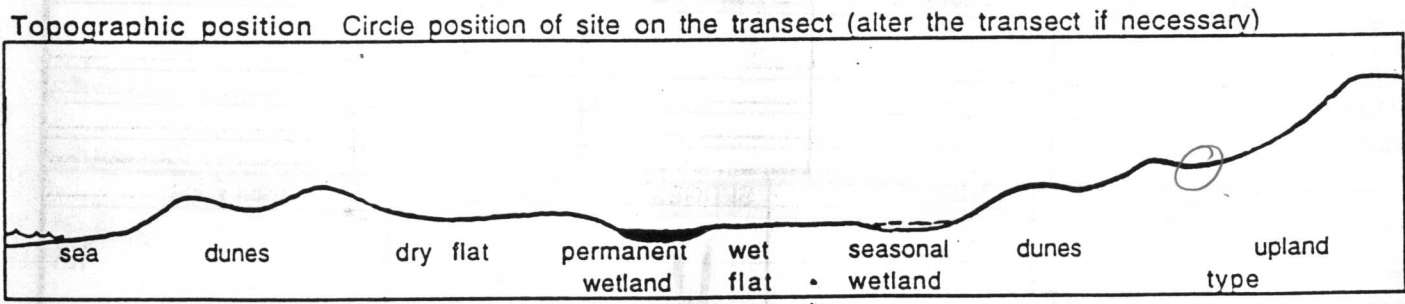 Topographic position Circle position of site on the transect (alter the transect if necessary)
sea dunes dry flat permanent wet seasonal dunes upland
wetland flat • wetland type